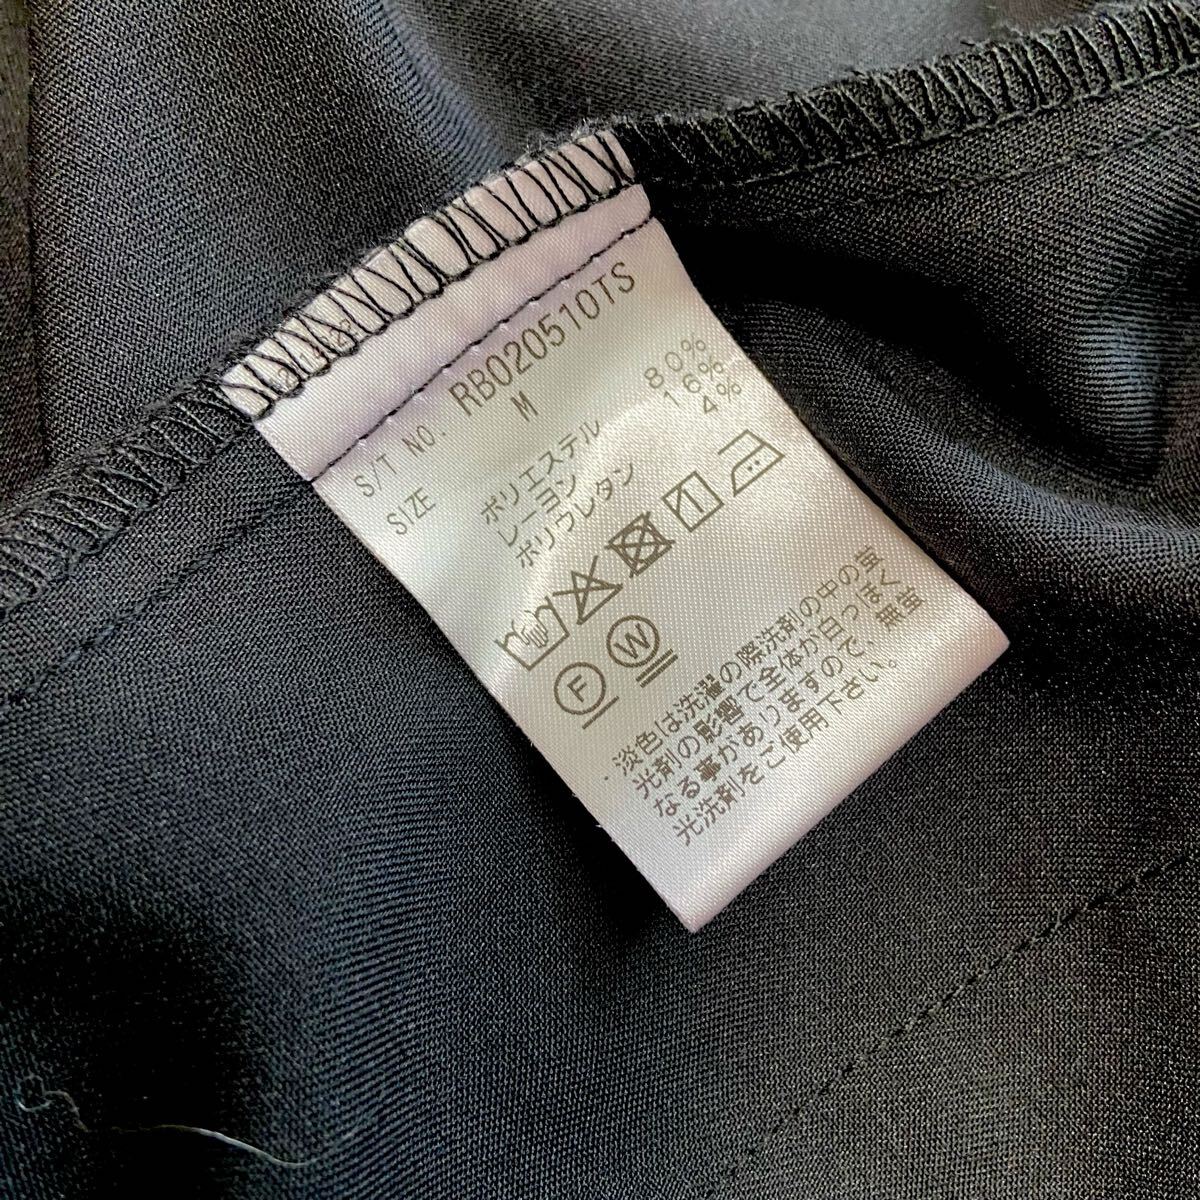 S/T NO. RB020510TS
SIZE M
ポリエステル 80%
レーヨン 16%
ポリウレタン 4%
F W
・淡色は洗濯の際洗剤の中の蛍
光剤の影響で全体が白っぽく
なる事がありますので、無蛍
光洗剤をご使用下さい。